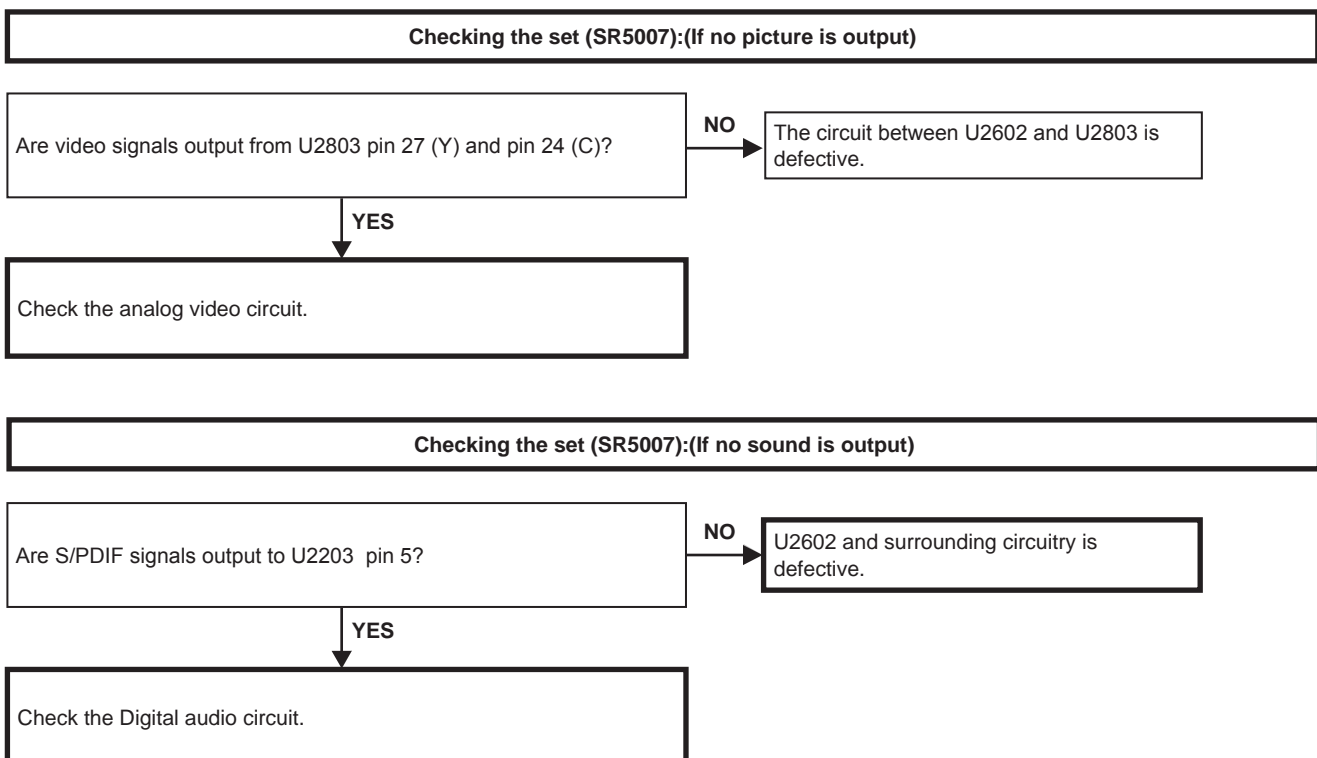 Checking the set (SR5007):(If no picture is output)
Are video signals output from U2803 pin 27 (Y) and pin 24 (C)?
NO
The circuit between U2602 and U2803 is
defective.
YES
Check the analog video circuit.
Checking the set (SR5007):(If no sound is output)
Are S/PDIF signals output to U2203  pin 5?
NO
U2602 and surrounding circuitry is
defective.
YES
Check the Digital audio circuit.